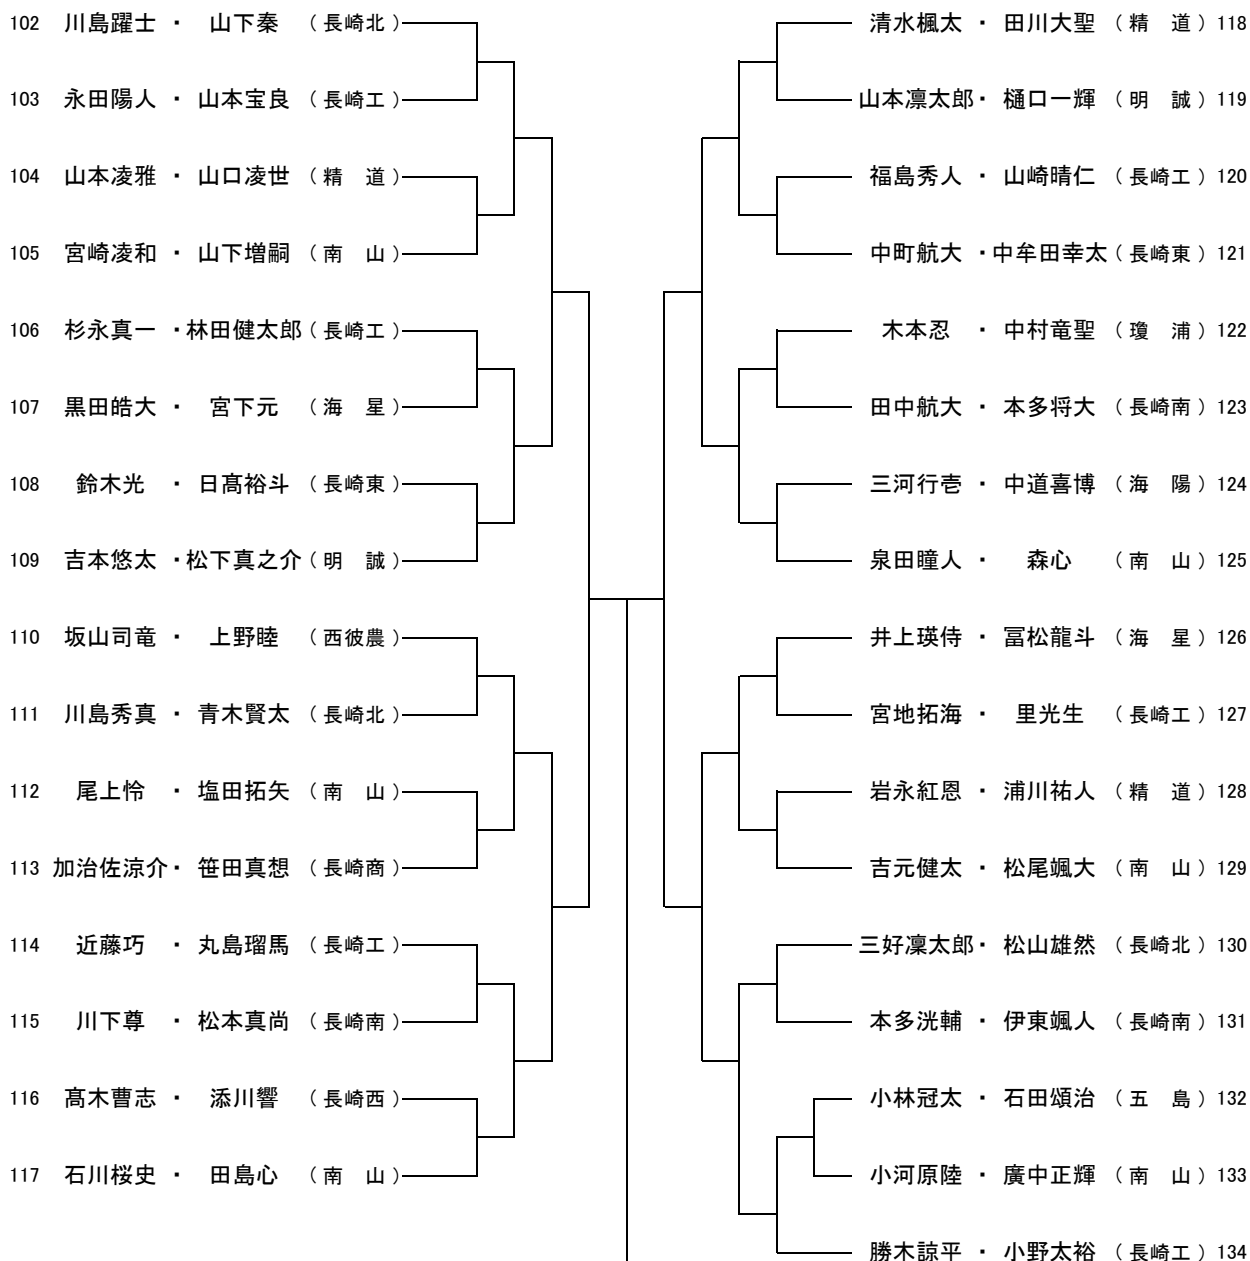 102 川島躍士 ・ 山下秦 （長崎北）
103 永田陽人 ・ 山本宝良 （長崎工）
104 山本凌雅 ・ 山口凌世 （精 道）
105 宮崎凌和 ・ 山下増嗣 （南 山）
106 杉永真一 ・林田健太郎（長崎工）
107 黒田皓大 ・ 宮下元 （海 星）
108 鈴木光 ・ 日髙裕斗 （長崎東）
109 吉本悠太 ・松下真之介（明 誠）
110 坂山司竜 ・ 上野睦 （西彼農）
111 川島秀真 ・ 青木賢太 （長崎北）
112 尾上怜 ・ 塩田拓矢 （南 山）
113 加治佐涼介・ 笹田真想 （長崎商）
114 近藤巧 ・ 丸島瑠馬 （長崎工）
115 川下尊 ・ 松本真尚 （長崎南）
116 髙木曹志 ・ 添川響 （長崎西）
117 石川桜史 ・ 田島心 （南 山）
清水楓太 ・ 田川大聖 （精 道）118
山本凛太郎・ 樋口一輝 （明 誠）119
福島秀人 ・ 山崎晴仁 （長崎工）120
中町航大 ・中牟田幸太（長崎東）121
木本忍 ・ 中村竜聖 （瓊 浦）122
田中航大 ・ 本多将大 （長崎南）123
三河行壱 ・ 中道喜博 （海 陽）124
泉田瞳人 ・ 森心 （南 山）125
井上瑛侍 ・ 冨松龍斗 （海 星）126
宮地拓海 ・ 里光生 （長崎工）127
岩永紅恩 ・ 浦川祐人 （精 道）128
吉元健太 ・ 松尾颯大 （南 山）129
三好凜太郎・ 松山雄然 （長崎北）130
本多洸輔 ・ 伊東颯人 （長崎南）131
小林冠太 ・ 石田頌治 （五 島）132
小河原陸 ・ 廣中正輝 （南 山）133
勝木諒平 ・ 小野太裕 （長崎工）134